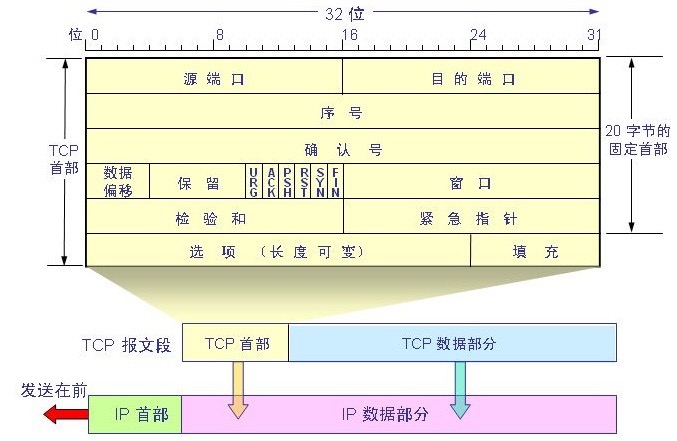 32 位
位 0 8 16 24 31
源 端 口 目 的 端 口
序 号
TCP
首部
20 字节的
固定首部
确 认 号
数据
偏移
保 留
URG
ACK
PSH
RST
SYN
FIN
窗 口
检 验 和 紧 急 指 针
选 项 (长 度 可 变) 填 充
TCP 报文段 TCP 首部 TCP 数据部分
发送在前
IP 首部 IP 数据部分